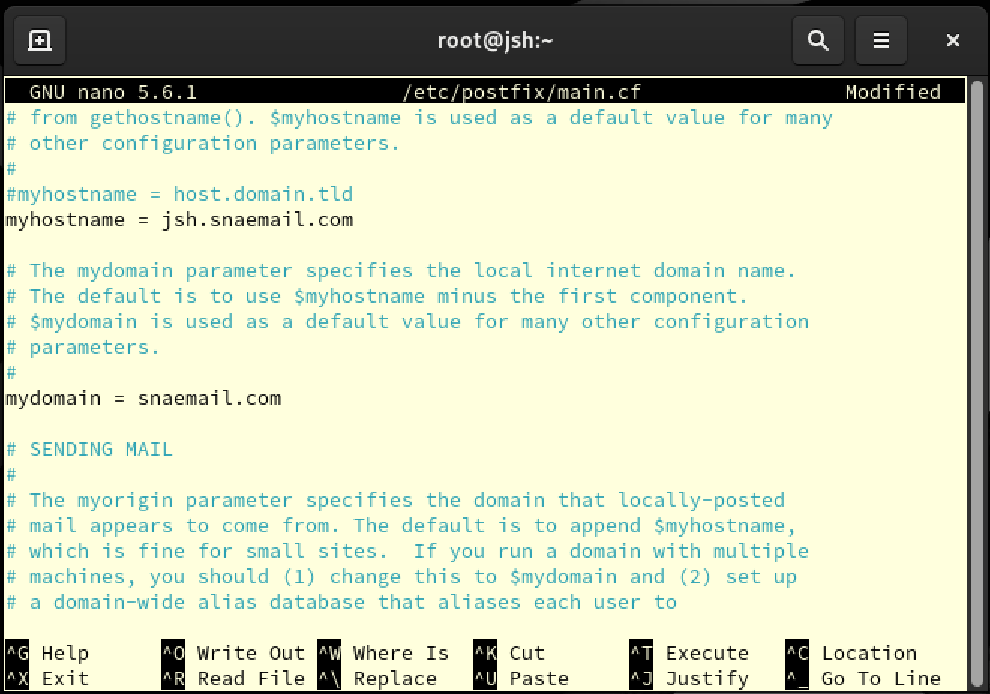 root@jsh:~
GNU nano 5.6.1 /etc/postfix/main.cf Modified
# from gethostname(). $myhostname is used as a default value for many
# other configuration parameters.
#
#myhostname = host.domain.tld
myhostname = jsh.snaemail.com
# The mydomain parameter specifies the local internet domain name.
# The default is to use $myhostname minus the first component.
# $mydomain is used as a default value for many other configuration
# parameters.
#
mydomain = snaemail.com
# SENDING MAIL
#
# The myorigin parameter specifies the domain that locally-posted
# mail appears to come from. The default is to append $myhostname,
# which is fine for small sites.  If you run a domain with multiple
# machines, you should (1) change this to $mydomain and (2) set up
# a domain-wide alias database that aliases each user to
^G Help ^O Write Out ^W Where Is ^K Cut ^T Execute ^C Location
^X Exit ^R Read File ^\ Replace ^U Paste ^J Justify ^_ Go To Line